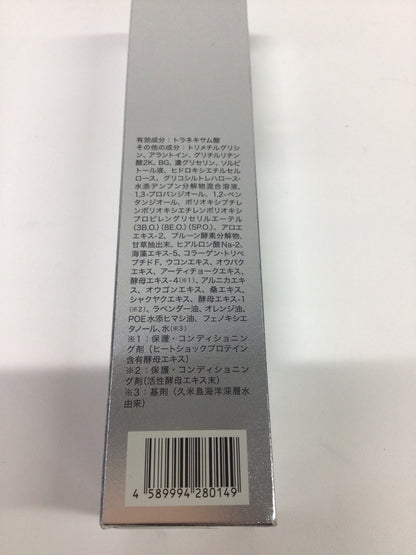 有効成分：トラネキサム酸
その他の成分：トリメチルグリシ
ン、アラントイン、グリチルリチン
酸2K、BG、濃グリセリン、ソルビ
トール液、ヒドロキシエチルセル
ロース、グリコシルトレハロース・
水添デンプン分解物混合溶液、
1,3-プロパンジオール、1,2-ペン
タンジオール、ポリオキシブチレ
ンポリオキシエチレンポリオキシ
プロピレングリセリルエーテル
(3B.O.) (8E.O.) (5P.O.)、アロエ
エキス-2、プルーン酵素分解物、
甘草抽出末、ヒアルロン酸Na-2、
海藻エキス-5、コラーゲン・トリペ
プチド F、ウコンエキス、オウバク
エキス、アーティチョークエキス、
酵母エキス-4(※1)、アルニカエキ
ス、オウゴンエキス、桑エキス、
シャクヤクエキス、酵母エキス-1
(※2)、ラベンダー油、オレンジ油、
POE水添ヒマシ油、フェノキシエ
タノール、水(※3)
※1：保護・コンディショニン
グ剤（ヒートショックプロテイン
含有酵母エキス）
※2：保護・コンディショニン
グ剤(活性酵母エキス末)
※3：基剤（久米島海洋深層水
由来）
4 589994 280149